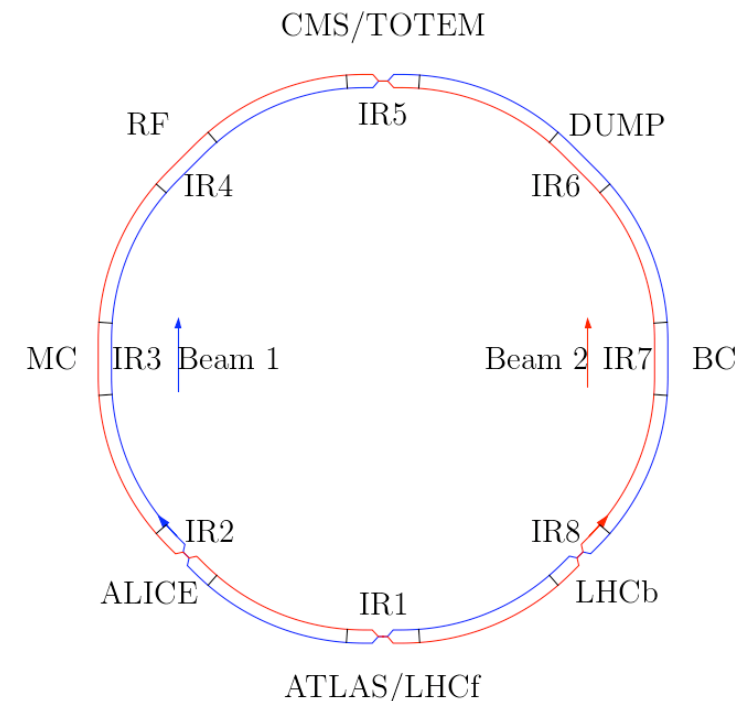 CMS/TOTEM
IR5
RF
DUMP
IR4
IR6
MC
IR3
Beam 1
Beam 2
IR7
BC
IR2
IR8
ALICE
LHCb
IR1
ATLAS/LHCf